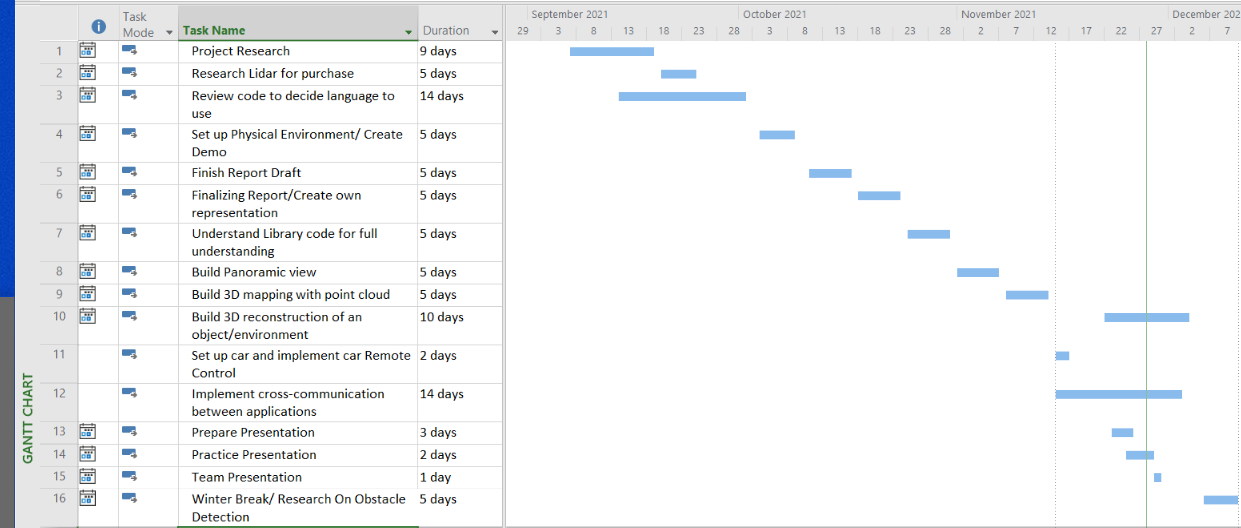 September 2021 October 2021 November 2021 December 202
Task
Mode Task Name Duration 29 3 8 13 18 23 28 3 8 13 18 23 28 2 7 12 17 22 27 2 7
1 Project Research 9 days
2 Research Lidar for purchase 5 days
3 Review code to decide language to 14 days
use
4 Set up Physical Environment/ Create 5 days
Demo
5 Finish Report Draft 5 days
6 Finalizing Report/Create own 5 days
representation
7 Understand Library code for full 5 days
understanding
8 Build Panoramic view 5 days
9 Build 3D mapping with point cloud 5 days
10 Build 3D reconstruction of an 10 days
object/environment
11 Set up car and implement car Remote 2 days
Control
12 Implement cross-communication 14 days
between applications
13 Prepare Presentation 3 days
14 Practice Presentation 2 days
15 Team Presentation 1 day
16 Winter Break/ Research On Obstacle 5 days
Detection
GANTT CHART